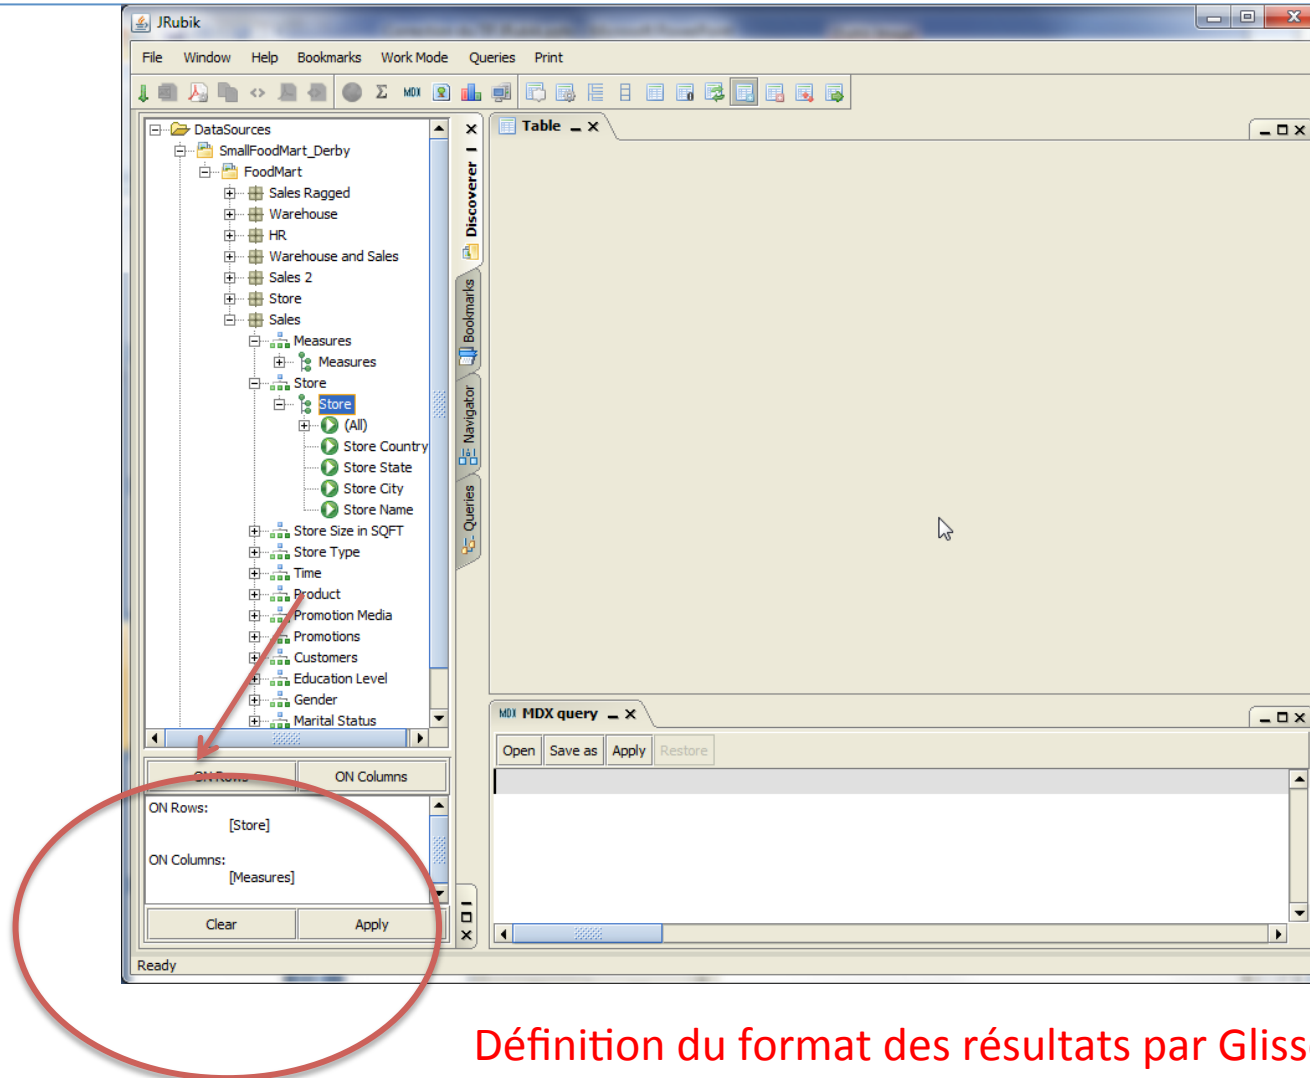 JRubik
File Window Help Bookmarks Work Mode Queries Print
MDX
DataSources
SmallFoodMart_Derby
FoodMart
Sales Ragged
Warehouse
HR
Warehouse and Sales
Sales 2
Store
Sales
Measures
Measures
Store
Store
(All)
Store Country
Store State
Store City
Store Name
Store Size in SQFT
Store Type
Time
Product
Promotion Media
Promotions
Customers
Education Level
Gender
Marital Status
ON Rows ON Columns
ON Rows:
[Store]
ON Columns:
[Measures]
Clear Apply
Discoverer
Bookmarks
Navigator
Queries
Table
MDX MDX query
Open Save as Apply Restore
Ready
Définition du format des résultats par Gliss